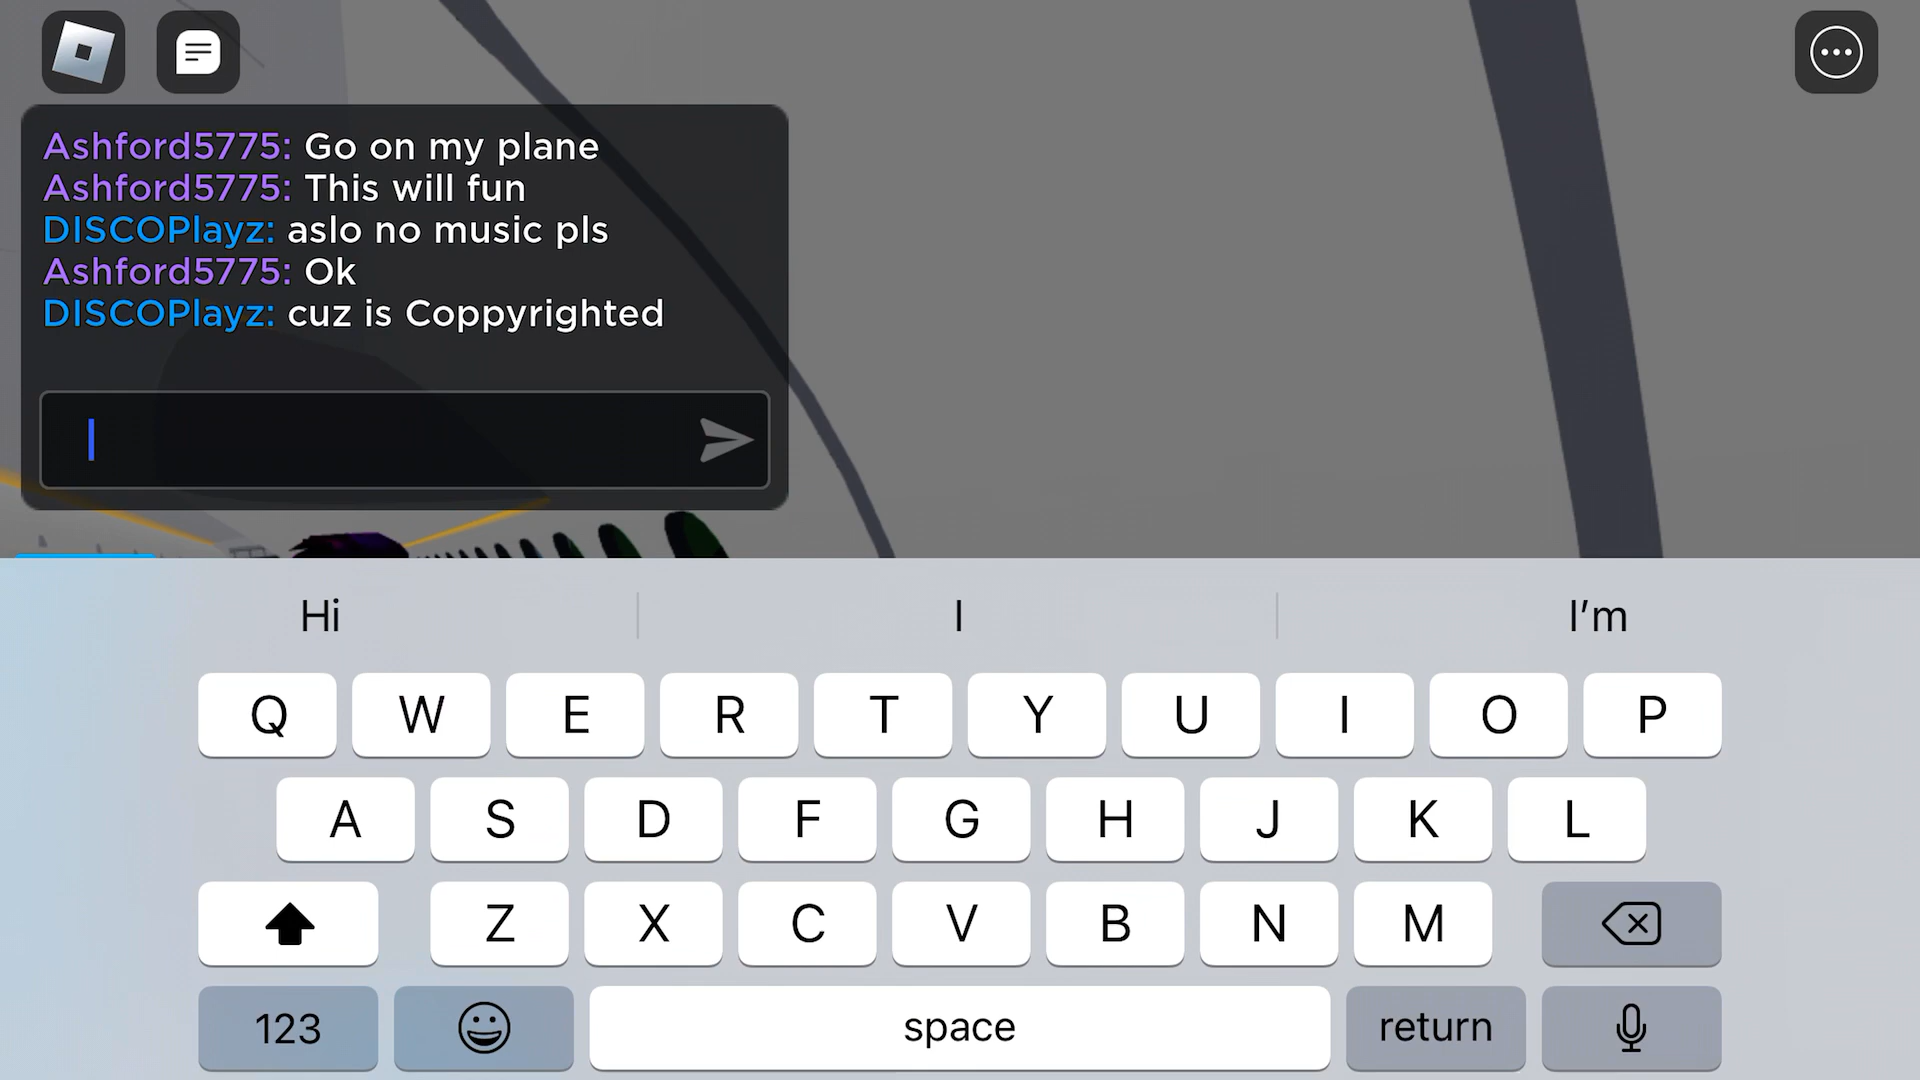 Ashford5775: Go on my plane
Ashford5775: This will fun
DISCOPlayz: aslo no music pls
Ashford5775: Ok
DISCOPlayz: cuz is Coppyrighted
Hi I I'm
Q W E R T Y U I O P
A S D F G H J K L
Z X C V B N M
123 space return